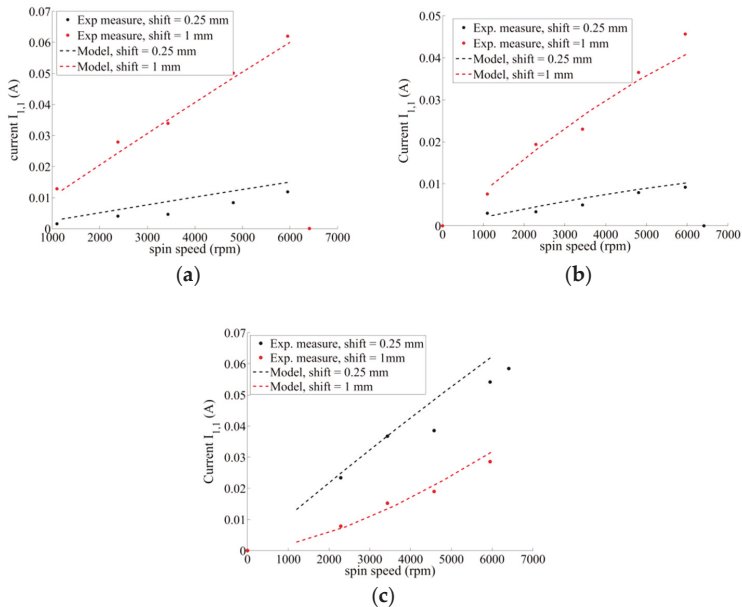 Exp measure, shift = 0.25 mm
Exp measure, shift = 1 mm
Model, shift = 0.25 mm
Model, shift = 1 mm
0.07
0.06
0.05
0.04
0.03
0.02
0.01
0
current I1,1 (A)
1000 2000 3000 4000 5000 6000 7000
spin speed (rpm)
(a)
Exp. measure, shift = 0.25 mm
Exp. measure, shift =1 mm
Model, shift = 0.25 mm
Model, shift =1 mm
0.05
0.04
0.03
0.02
0.01
0
Current I1,1 (A)
0 1000 2000 3000 4000 5000 6000 7000
spin speed (rpm)
(b)
Exp. measure, shift = 0.25 mm
Exp. measure, shift = 1mm
Model, shift = 0.25 mm
Model, shift = 1 mm
0.07
0.06
0.05
0.04
0.03
0.02
0.01
0
Current I1,1 (A)
0 1000 2000 3000 4000 5000 6000 7000
spin speed (rpm)
(c)